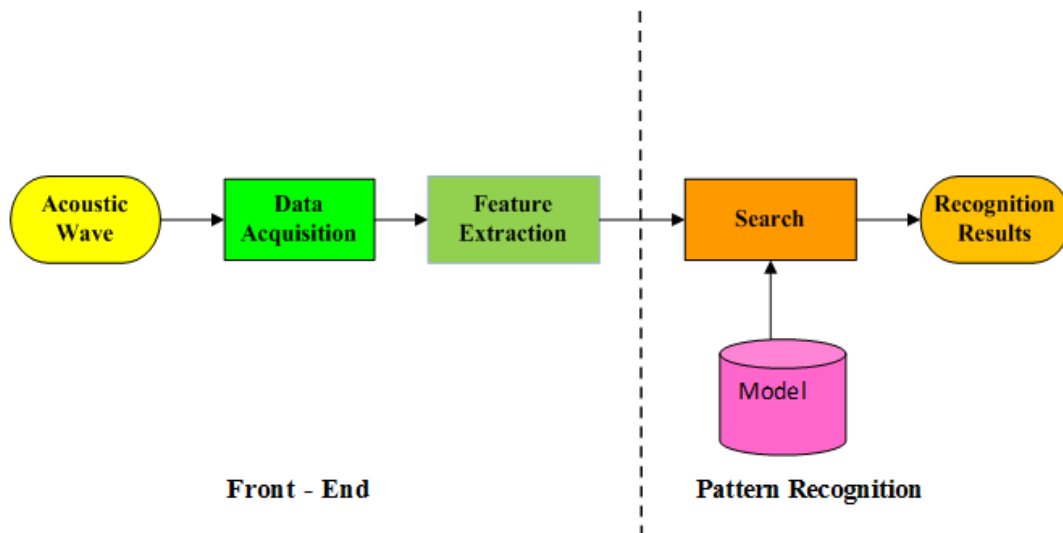 Acoustic
Wave
Data
Acquisition
Feature
Extraction
Search
Recognition
Results
Model
Front - End
Pattern Recognition